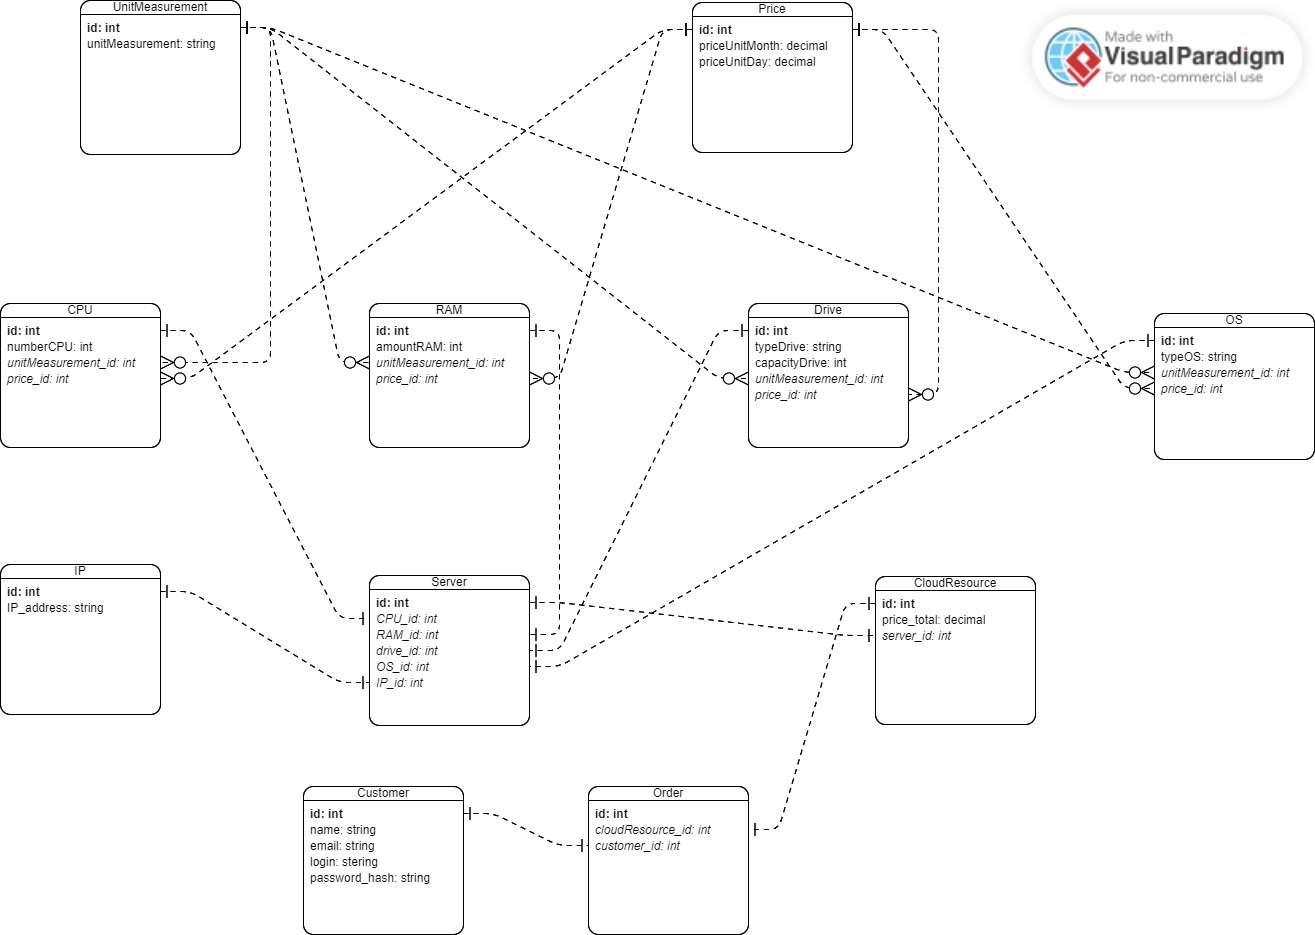 UnitMeasurement
id: int
unitMeasurement: string
Price
id: int
priceUnitMonth: decimal
priceUnitDay: decimal
Made with
Visual Paradigm
For non-commercial use
CPU
id: int
numberCPU: int
unitMeasurement_id: int
price_id: int
RAM
id: int
amountRAM: int
unitMeasurement_id: int
price_id: int
Drive
id: int
typeDrive: string
capacityDrive: int
unitMeasurement_id: int
price_id: int
OS
id: int
typeOS: string
unitMeasurement_id: int
price_id: int
IP
id: int
IP_address: string
Server
id: int
CPU_id: int
RAM_id: int
drive_id: int
OS_id: int
IP_id: int
CloudResource
id: int
price_total: decimal
server_id: int
Customer
id: int
name: string
email: string
login: stering
password_hash: string
Order
id: int
cloudResource_id: int
customer_id: int